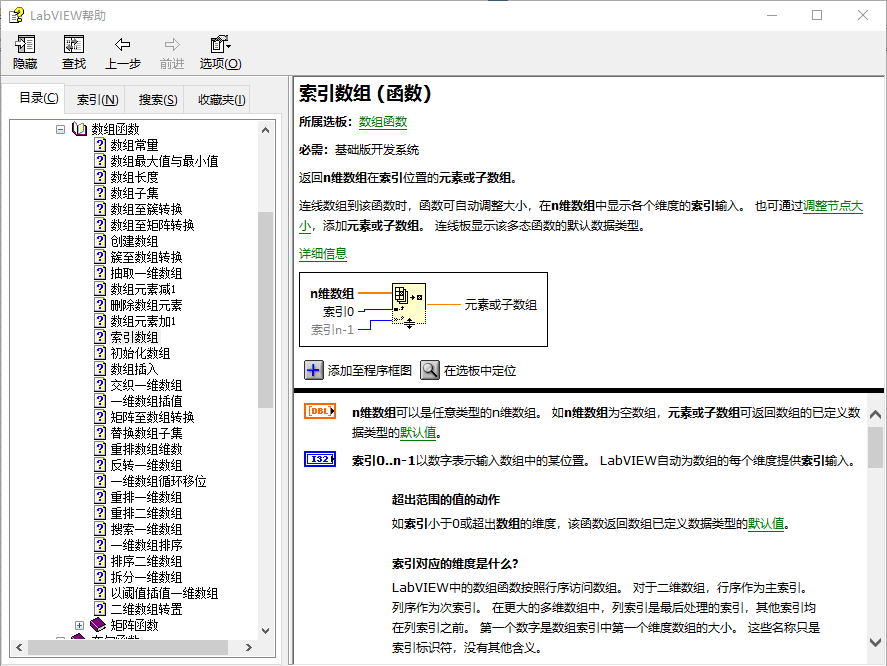 LabVIEW帮助
隐藏
查找
上一步
前进
选项(O)
目录(C)
索引(N)
搜索(S)
收藏夹(I)
数组函数
数组常量
数组最大值与最小值
数组长度
数组子集
数组至簇转换
数组至矩阵转换
创建数组
簇至数组转换
抽取一维数组
数组元素减1
删除数组元素
数组元素加1
索引数组
初始化数组
数组插入
交织一维数组
一维数组插值
矩阵至数组转换
替换数组子集
重排数组维数
反转一维数组
一维数组循环移位
重排一维数组
重排二维数组
搜索一维数组
一维数组排序
排序二维数组
拆分一维数组
以阈值插值一维数组
二维数组转置
矩阵函数
索引数组 (函数)
所属选板：数组函数
必需：基础版开发系统
返回n维数组在索引位置的元素或子数组。
连线数组到该函数时，函数可自动调整大小，在n维数组中显示各个维度的索引输入。 也可通过调整节点大
小，添加元素或子数组。 连线板显示该多态函数的默认数据类型。
详细信息
n维数组
索引0
索引n-1
元素或子数组
添加至程序框图
在选板中定位
[DBL]
n维数组可以是任意类型的n维数组。 如n维数组为空数组，元素或子数组可返回数组的已定义数
据类型的默认值。
I32
索引0..n-1以数字表示输入数组中的某位置。 LabVIEW自动为数组的每个维度提供索引输入。
超出范围的值的动作
如索引小于0或超出数组的维度，该函数返回数组已定义数据类型的默认值。
索引对应的维度是什么?
LabVIEW中的数组函数按照行序访问数组。 对于二维数组，行序作为主索引。
列序作为次索引。 在更大的多维数组中，列索引是最后处理的索引，其他索引均
在列索引之前。 第一个数字是数组索引中第一个维度数组的大小。 这些名称只是
索引标识符，没有其他含义。